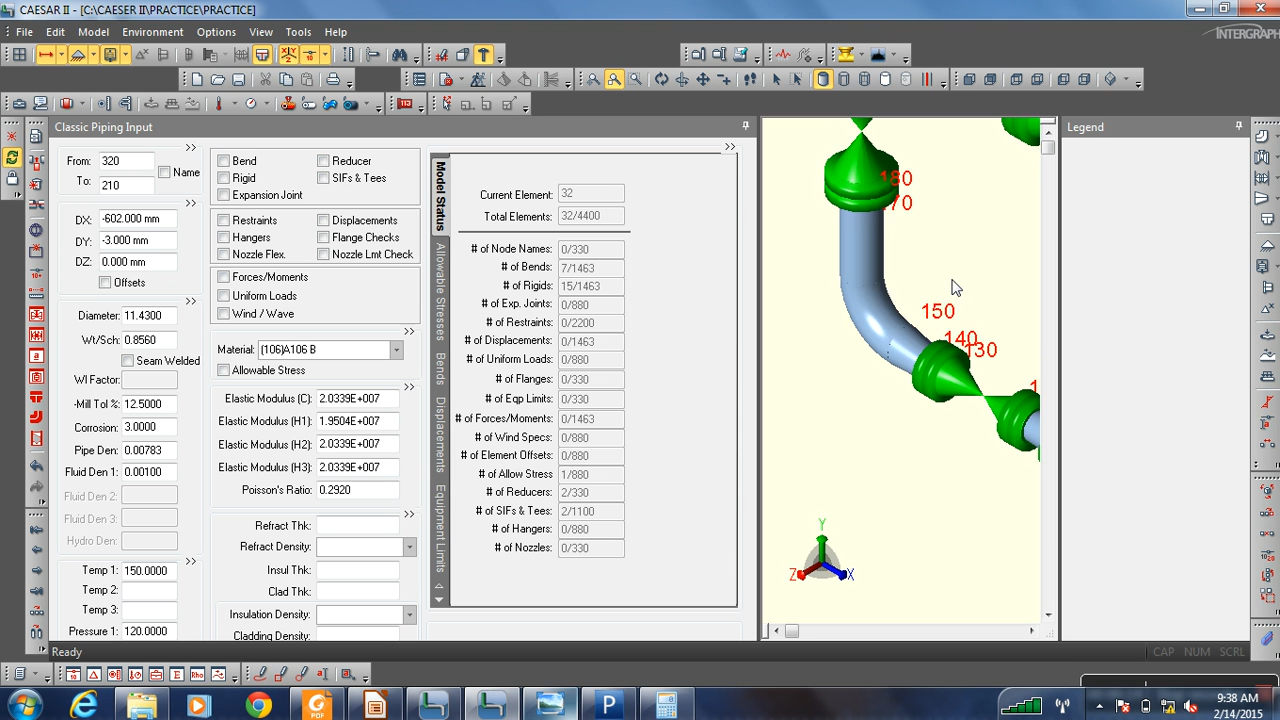 CAESAR II - [C:\CAESER II\PRACTICE\PRACTICE]
File Edit Model Environment Options View Tools Help
INTERGRAPH
113
Classic Piping Input
Legend
From: 320
To: 210
Name
DX: -602.000 mm
DY: -3.000 mm
DZ: 0.000 mm
Offsets
Diameter: 11.4300
Wt/Sch: 0.8560
Seam Welded
WI Factor:
-Mill Tol %: 12.5000
Corrosion: 3.0000
Pipe Den: 0.00783
Fluid Den 1: 0.00100
Fluid Den 2:
Fluid Den 3:
Hydro Den:
Temp 1: 150.0000
Temp 2:
Temp 3:
Pressure 1: 120.0000
Bend Reducer
Rigid SIFs & Tees
Expansion Joint
Restraints Displacements
Hangers Flange Checks
Nozzle Flex. Nozzle Lmt Check
Forces/Moments
Uniform Loads
Wind / Wave
Material: (106)A106 B
Allowable Stress
Elastic Modulus (C): 2.0339E+007
Elastic Modulus (H1): 1.9504E+007
Elastic Modulus (H2): 2.0339E+007
Elastic Modulus (H3): 2.0339E+007
Poisson's Ratio: 0.2920
Refract Thk:
Refract Density:
Insul Thk:
Clad Thk:
Insulation Density:
Cladding Density:
Model Status
Allowable Stresses
Bends
Displacements
Equipment Limits
Current Element: 32
Total Elements: 32/4400
# of Node Names: 0/330
# of Bends: 7/1463
# of Rigids: 15/1463
# of Exp. Joints: 0/880
# of Restraints: 0/2200
# of Displacements: 0/1463
# of Uniform Loads: 0/880
# of Flanges: 0/330
# of Eqp Limits: 0/330
# of Forces/Moments: 0/1463
# of Wind Specs: 0/880
# of Element Offsets: 0/880
# of Allow Stress: 1/880
# of Reducers: 2/330
# of SIFs & Tees: 2/1100
# of Hangers: 0/880
# of Nozzles: 0/330
180
150
140
130
Y
Z
X
Ready
CAP NUM SCRL
9:38 AM
2/14/2015